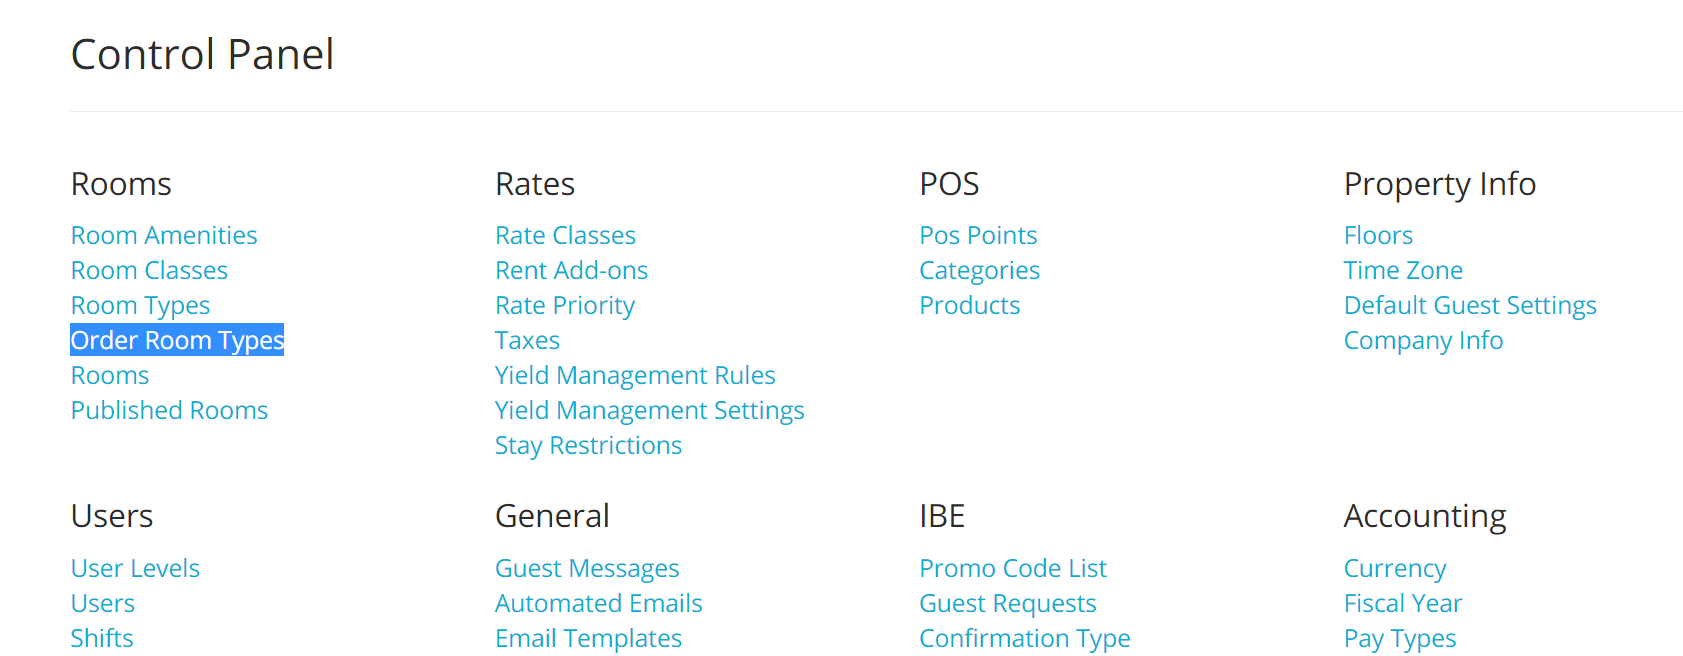 Control Panel
Rooms
Room Amenities
Room Classes
Room Types
Order Room Types
Rooms
Published Rooms
Rates
Rate Classes
Rent Add-ons
Rate Priority
Taxes
Yield Management Rules
Yield Management Settings
Stay Restrictions
POS
Pos Points
Categories
Products
Property Info
Floors
Time Zone
Default Guest Settings
Company Info
Users
User Levels
Users
Shifts
General
Guest Messages
Automated Emails
Email Templates
IBE
Promo Code List
Guest Requests
Confirmation Type
Accounting
Currency
Fiscal Year
Pay Types